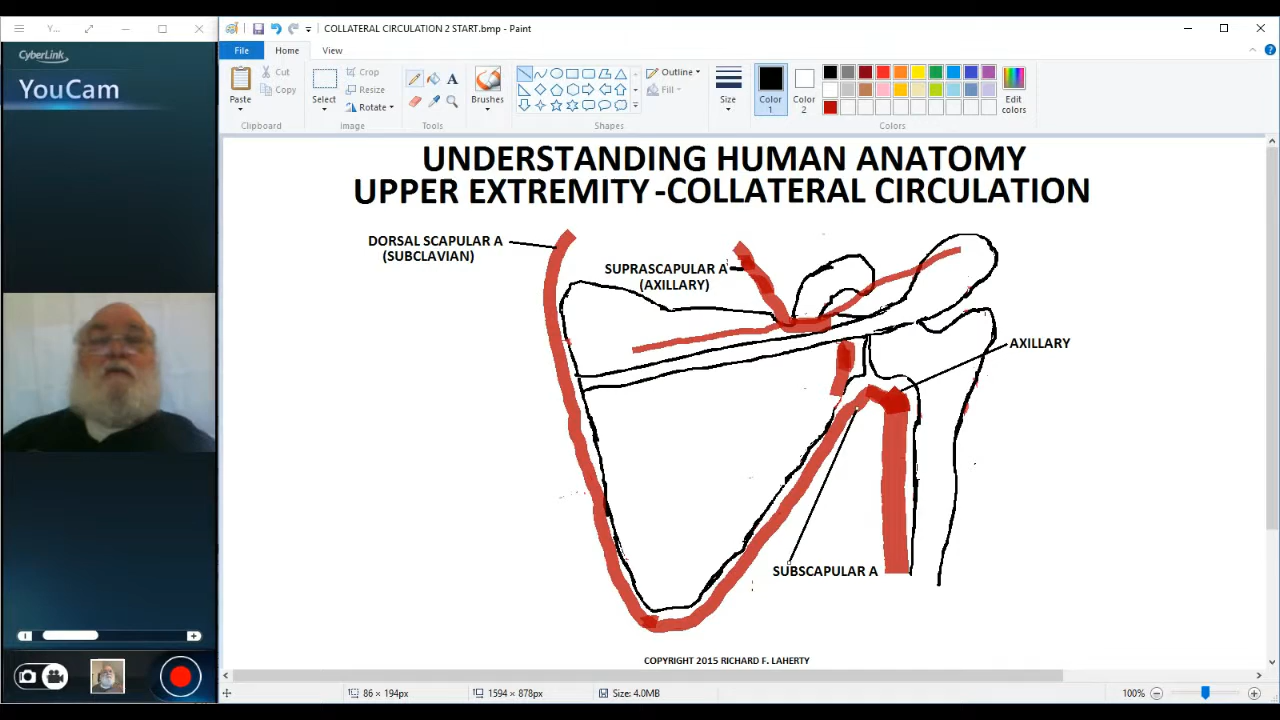 Y...
CyberLink
YouCam
COLLATERAL CIRCULATION 2 START.bmp - Paint
File
Home
View
Paste
Cut
Copy
Clipboard
Select
Crop
Resize
Rotate
Image
Tools
Brushes
Shapes
Outline
Fill
Size
Color
1
Color
2
Edit
colors
Colors
UNDERSTANDING HUMAN ANATOMY
UPPER EXTREMITY -COLLATERAL CIRCULATION
DORSAL SCAPULAR A
(SUBCLAVIAN)
SUPRASCAPULAR A
(AXILLARY)
AXILLARY
SUBSCAPULAR A
COPYRIGHT 2015 RICHARD F. LAHERTY
86 × 194px
1594 × 878px
Size: 4.0MB
100%